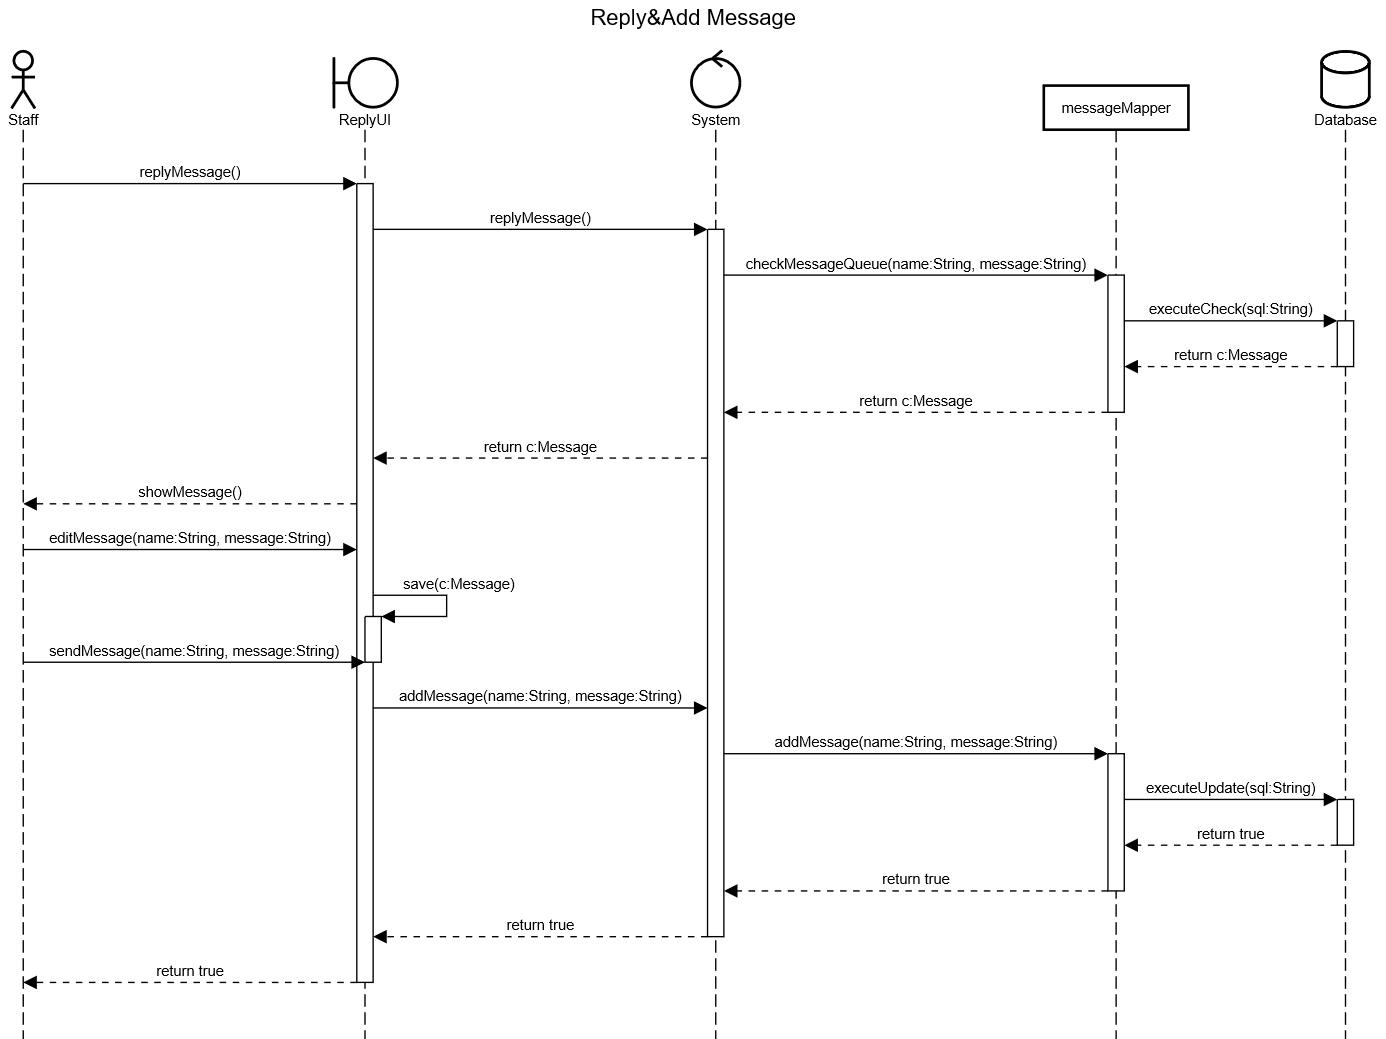 Reply&Add Message
Staff
ReplyUI
System
messageMapper
Database
replyMessage()
replyMessage()
checkMessageQueue(name:String, message:String)
executeCheck(sql:String)
return c:Message
return c:Message
return c:Message
showMessage()
editMessage(name:String, message:String)
save(c:Message)
sendMessage(name:String, message:String)
addMessage(name:String, message:String)
addMessage(name:String, message:String)
executeUpdate(sql:String)
return true
return true
return true
return true